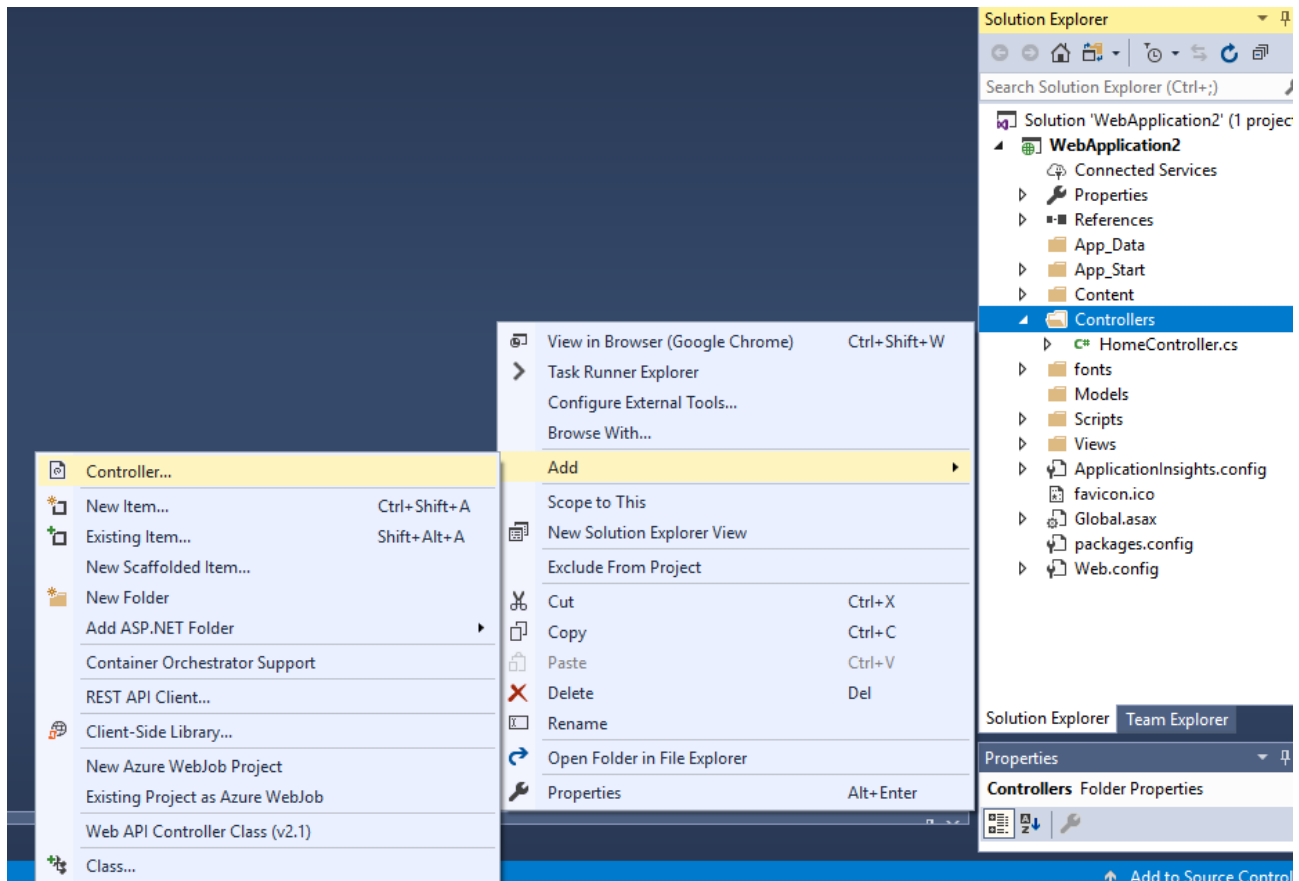 Solution Explorer
Search Solution Explorer (Ctrl+;)
Solution 'WebApplication2' (1 project
WebApplication2
Connected Services
Properties
References
App_Data
App_Start
Content
Controllers
C# HomeController.cs
fonts
Models
Scripts
Views
ApplicationInsights.config
favicon.ico
Global.asax
packages.config
Web.config
View in Browser (Google Chrome) Ctrl+Shift+W
Task Runner Explorer
Configure External Tools...
Browse With...
Add
Scope to This
New Solution Explorer View
Exclude From Project
Cut Ctrl+X
Copy Ctrl+C
Paste Ctrl+V
Delete Del
Rename
Open Folder in File Explorer
Properties Alt+Enter
Controller...
New Item... Ctrl+Shift+A
Existing Item... Shift+Alt+A
New Scaffolded Item...
New Folder
Add ASP.NET Folder
Container Orchestrator Support
REST API Client...
Client-Side Library...
New Azure WebJob Project
Existing Project as Azure WebJob
Web API Controller Class (v2.1)
Class...
Solution Explorer Team Explorer
Properties
Controllers Folder Properties
Add to Source Control